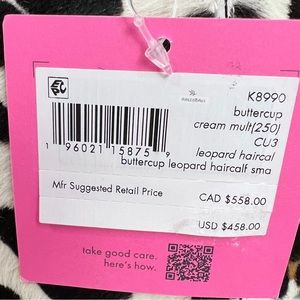 K8990
buttercup
cream mult(250)
CU3
leopard haircal
buttercup leopard haircalf sma
1 96021 15875 9
Mfr Suggested Retail Price
CAD $558.00
USD $458.00
take good care.
here's how.